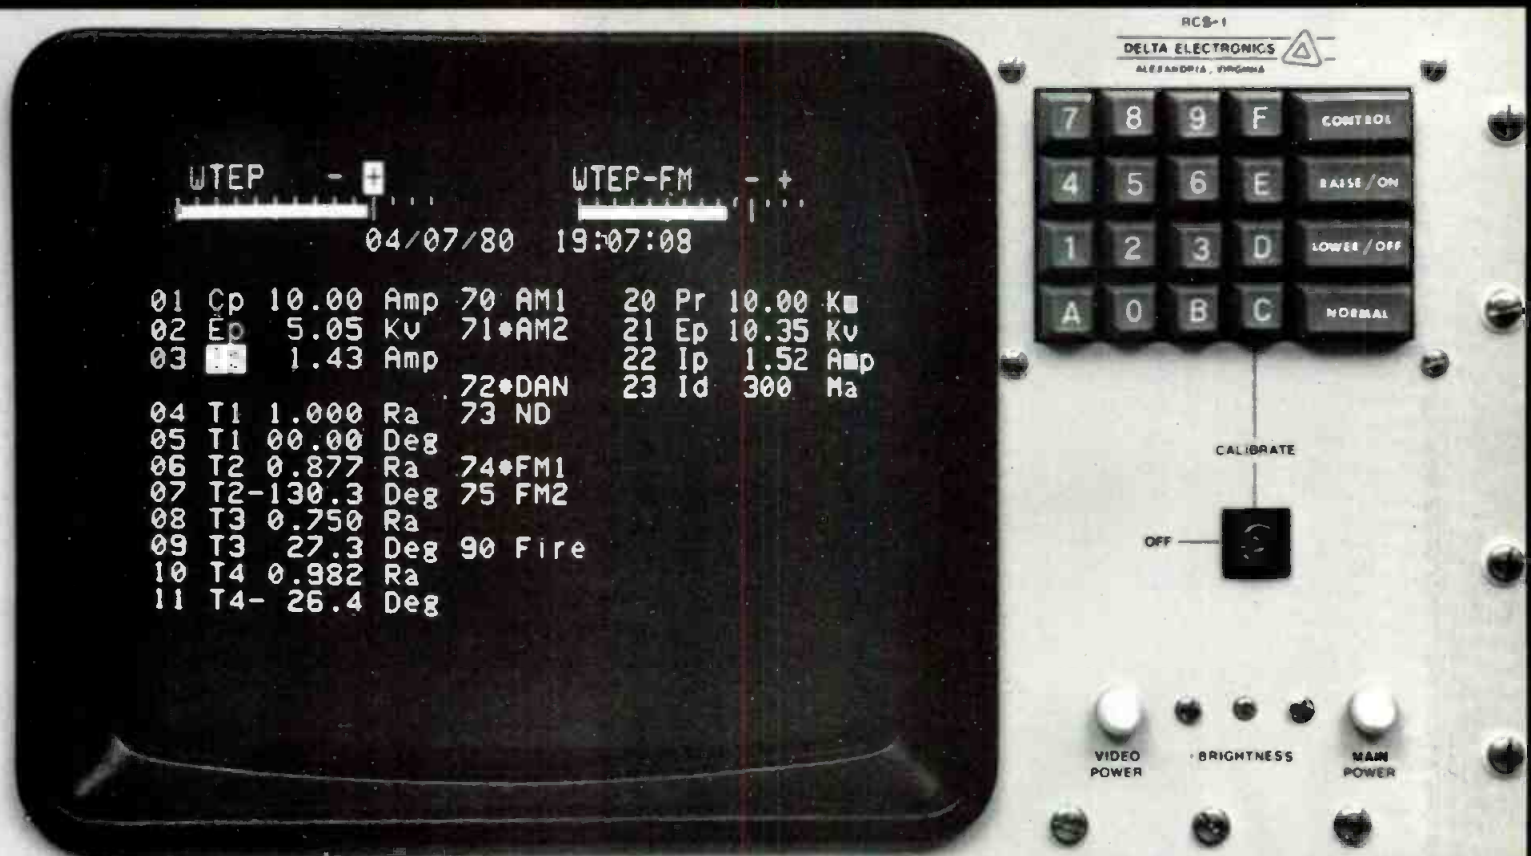 WTEP - + WTEP-FM - +
04/07/80 19:07:08
01 Cp 10.00 Amp 70 AM1 20 Pr 10.00 Kw
02 Ep 5.05 Kv 71*AM2 21 Ep 10.35 Kv
03 1.43 Amp 22 Ip 1.52 Amp
72*DAN 23 Id 300 Ma
04 T1 1.000 Ra 73 ND
05 T1 00.00 Deg
06 T2 0.877 Ra 74*FM1
07 T2-130.3 Deg 75 FM2
08 T3 0.750 Ra
09 T3 27.3 Deg 90 Fire
10 T4 0.982 Ra
11 T4- 26.4 Deg
RCS-1
DELTA ELECTRONICS
ALEXANDRIA, VIRGINIA
7 8 9 F CONTROL
4 5 6 E RAISE/ON
1 2 3 D LOWER/OFF
A 0 B C NORMAL
CALIBRATE
OFF
VIDEO POWER
BRIGHTNESS
MAIN POWER